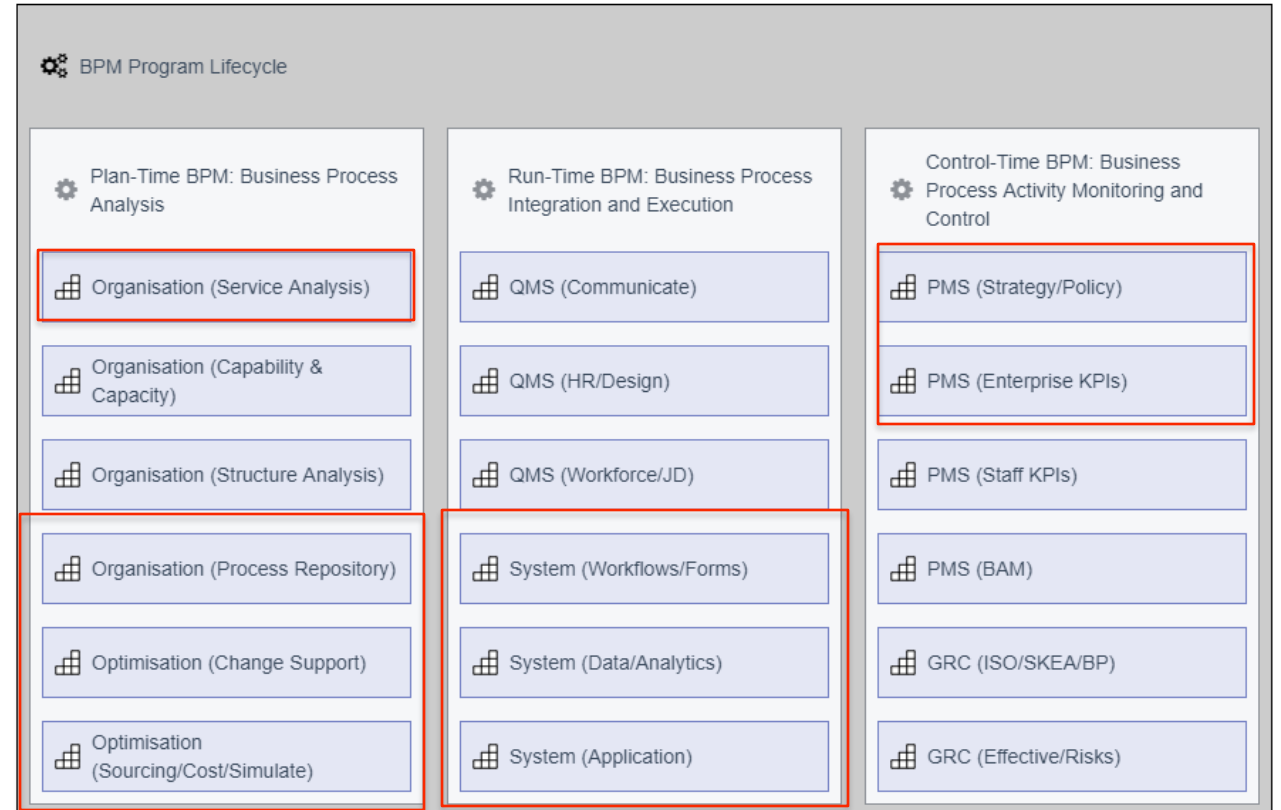 BPM Program Lifecycle
Plan-Time BPM: Business Process
Analysis
Organisation (Service Analysis)
Organisation (Capability &
Capacity)
Organisation (Structure Analysis)
Organisation (Process Repository)
Optimisation (Change Support)
Optimisation
(Sourcing/Cost/Simulate)
Run-Time BPM: Business Process
Integration and Execution
QMS (Communicate)
QMS (HR/Design)
QMS (Workforce/JD)
System (Workflows/Forms)
System (Data/Analytics)
System (Application)
Control-Time BPM: Business
Process Activity Monitoring and
Control
PMS (Strategy/Policy)
PMS (Enterprise KPIs)
PMS (Staff KPIs)
PMS (BAM)
GRC (ISO/SKEA/BP)
GRC (Effective/Risks)